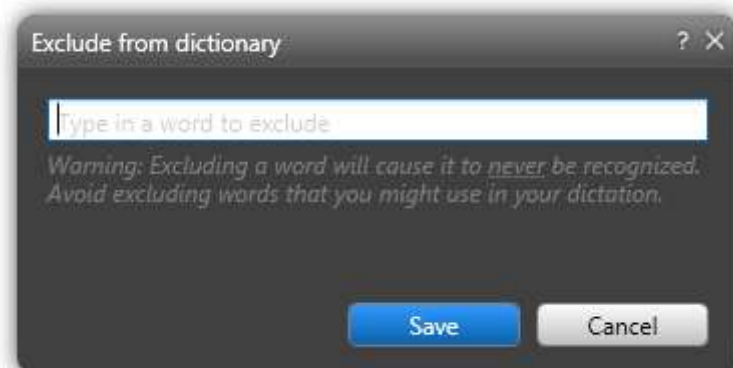 Exclude from dictionary ? ×
Type in a word to exclude
Warning: Excluding a word will cause it to never be recognized.
Avoid excluding words that you might use in your dictation.
Save Cancel